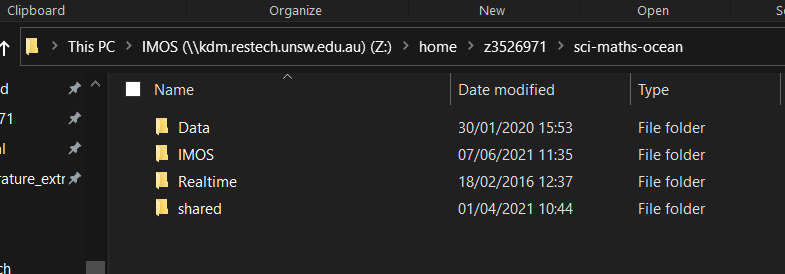 Clipboard Organize New Open
This PC > IMOS (\\kdm.restech.unsw.edu.au) (Z:) > home > z3526971 > sci-maths-ocean
Name Date modified Type
Data 30/01/2020 15:53 File folder
IMOS 07/06/2021 11:35 File folder
Realtime 18/02/2016 12:37 File folder
shared 01/04/2021 10:44 File folder
d
71
al
rature_extr
ch